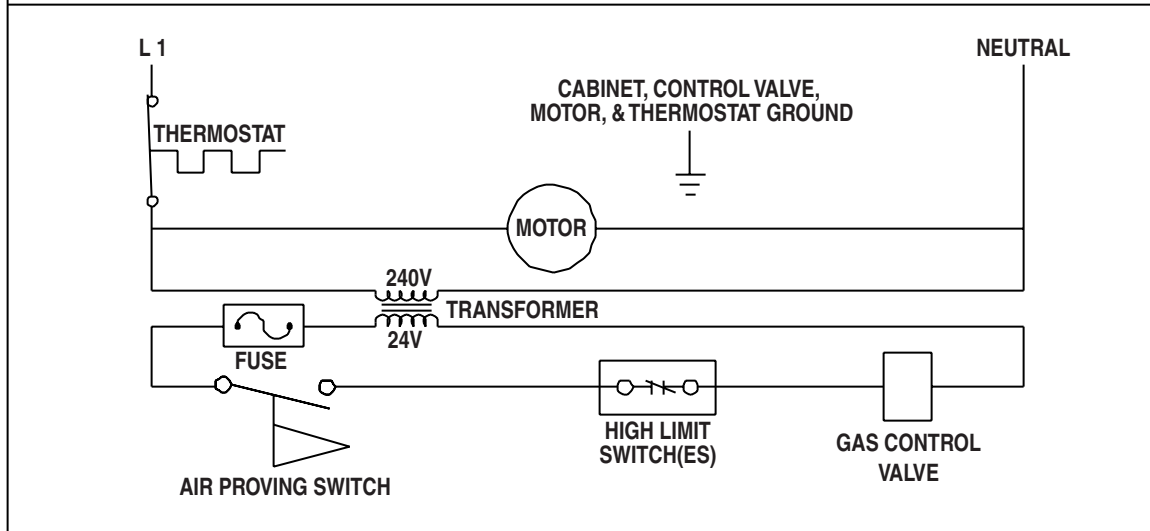 L 1
NEUTRAL
CABINET, CONTROL VALVE,
MOTOR, & THERMOSTAT GROUND
THERMOSTAT
MOTOR
240V
TRANSFORMER
24V
FUSE
HIGH LIMIT
SWITCH(ES)
GAS CONTROL
VALVE
AIR PROVING SWITCH